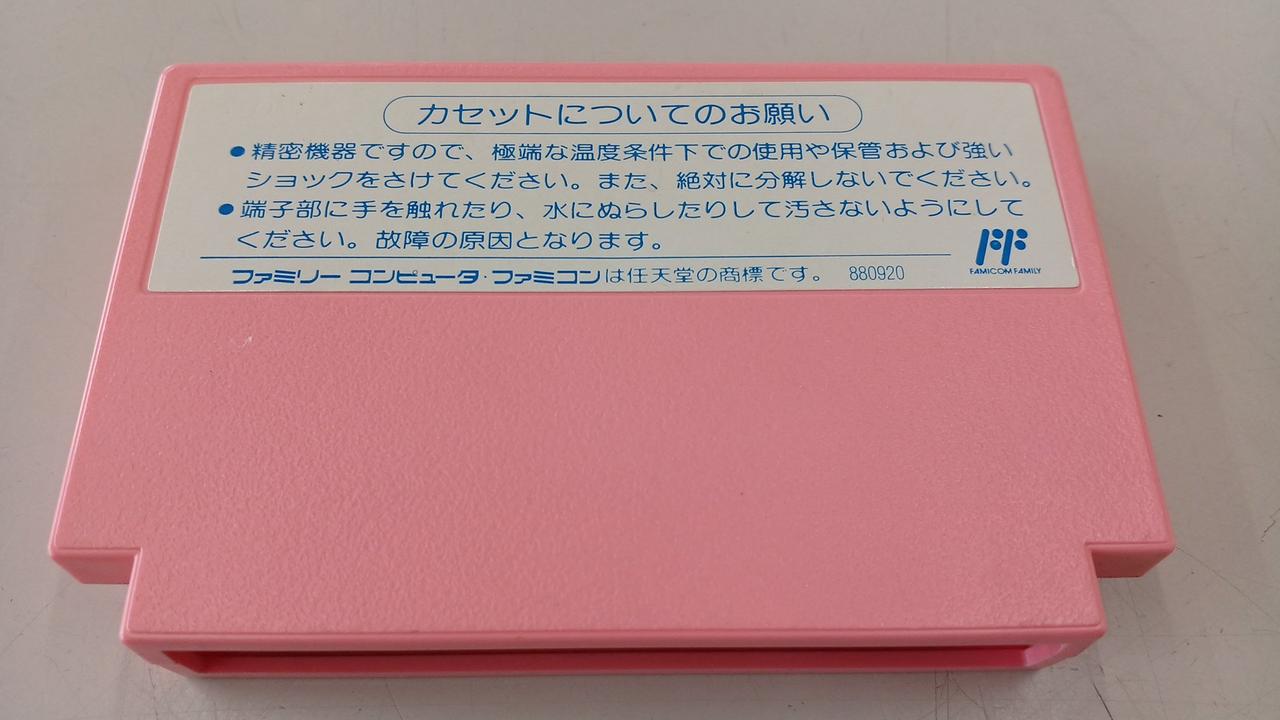 カセットについてのお願い
●精密機器ですので、極端な温度条件下での使用や保管および強い
ショックをさけてください。また、絶対に分解しないでください。
●端子部に手を触れたり、水にぬらしたりして汚さないようにして
ください。故障の原因となります。
ファミリー コンピュータ・ファミコンは任天堂の商標です。 880920
FAMICOM FAMILY